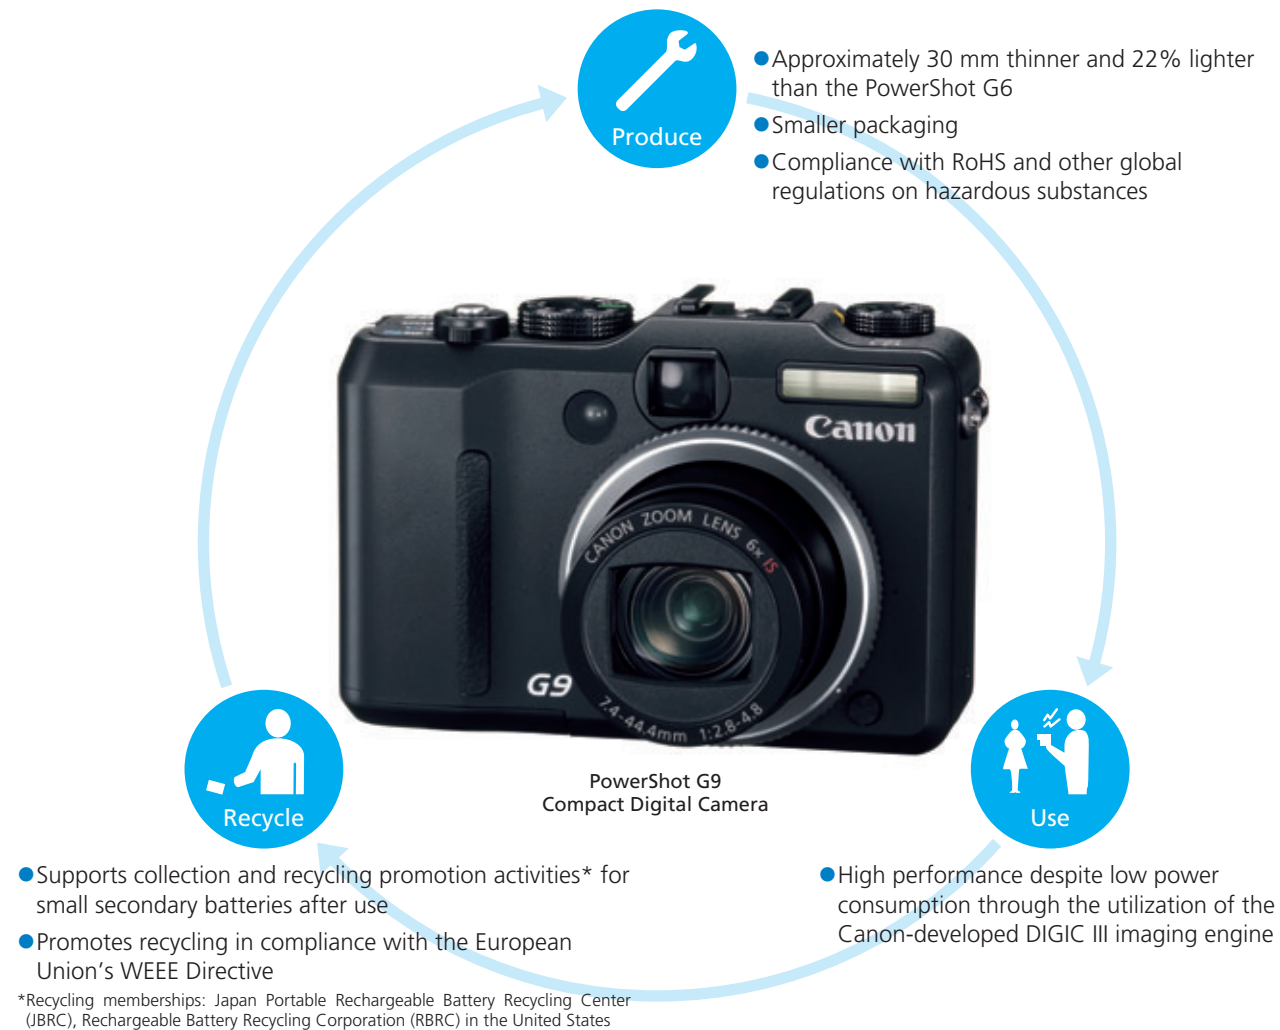 Produce
●Approximately 30 mm thinner and 22% lighter
than the PowerShot G6
●Smaller packaging
●Compliance with RoHS and other global
regulations on hazardous substances
Canon
CANON ZOOM LENS 6x IS
7.4-44.4mm 1:2.8-4.8
G9
PowerShot G9
Compact Digital Camera
Use
●High performance despite low power
consumption through the utilization of the
Canon-developed DIGIC III imaging engine
Recycle
●Supports collection and recycling promotion activities* for
small secondary batteries after use
●Promotes recycling in compliance with the European
Union's WEEE Directive
*Recycling memberships: Japan Portable Rechargeable Battery Recycling Center
(JBRC), Rechargeable Battery Recycling Corporation (RBRC) in the United States